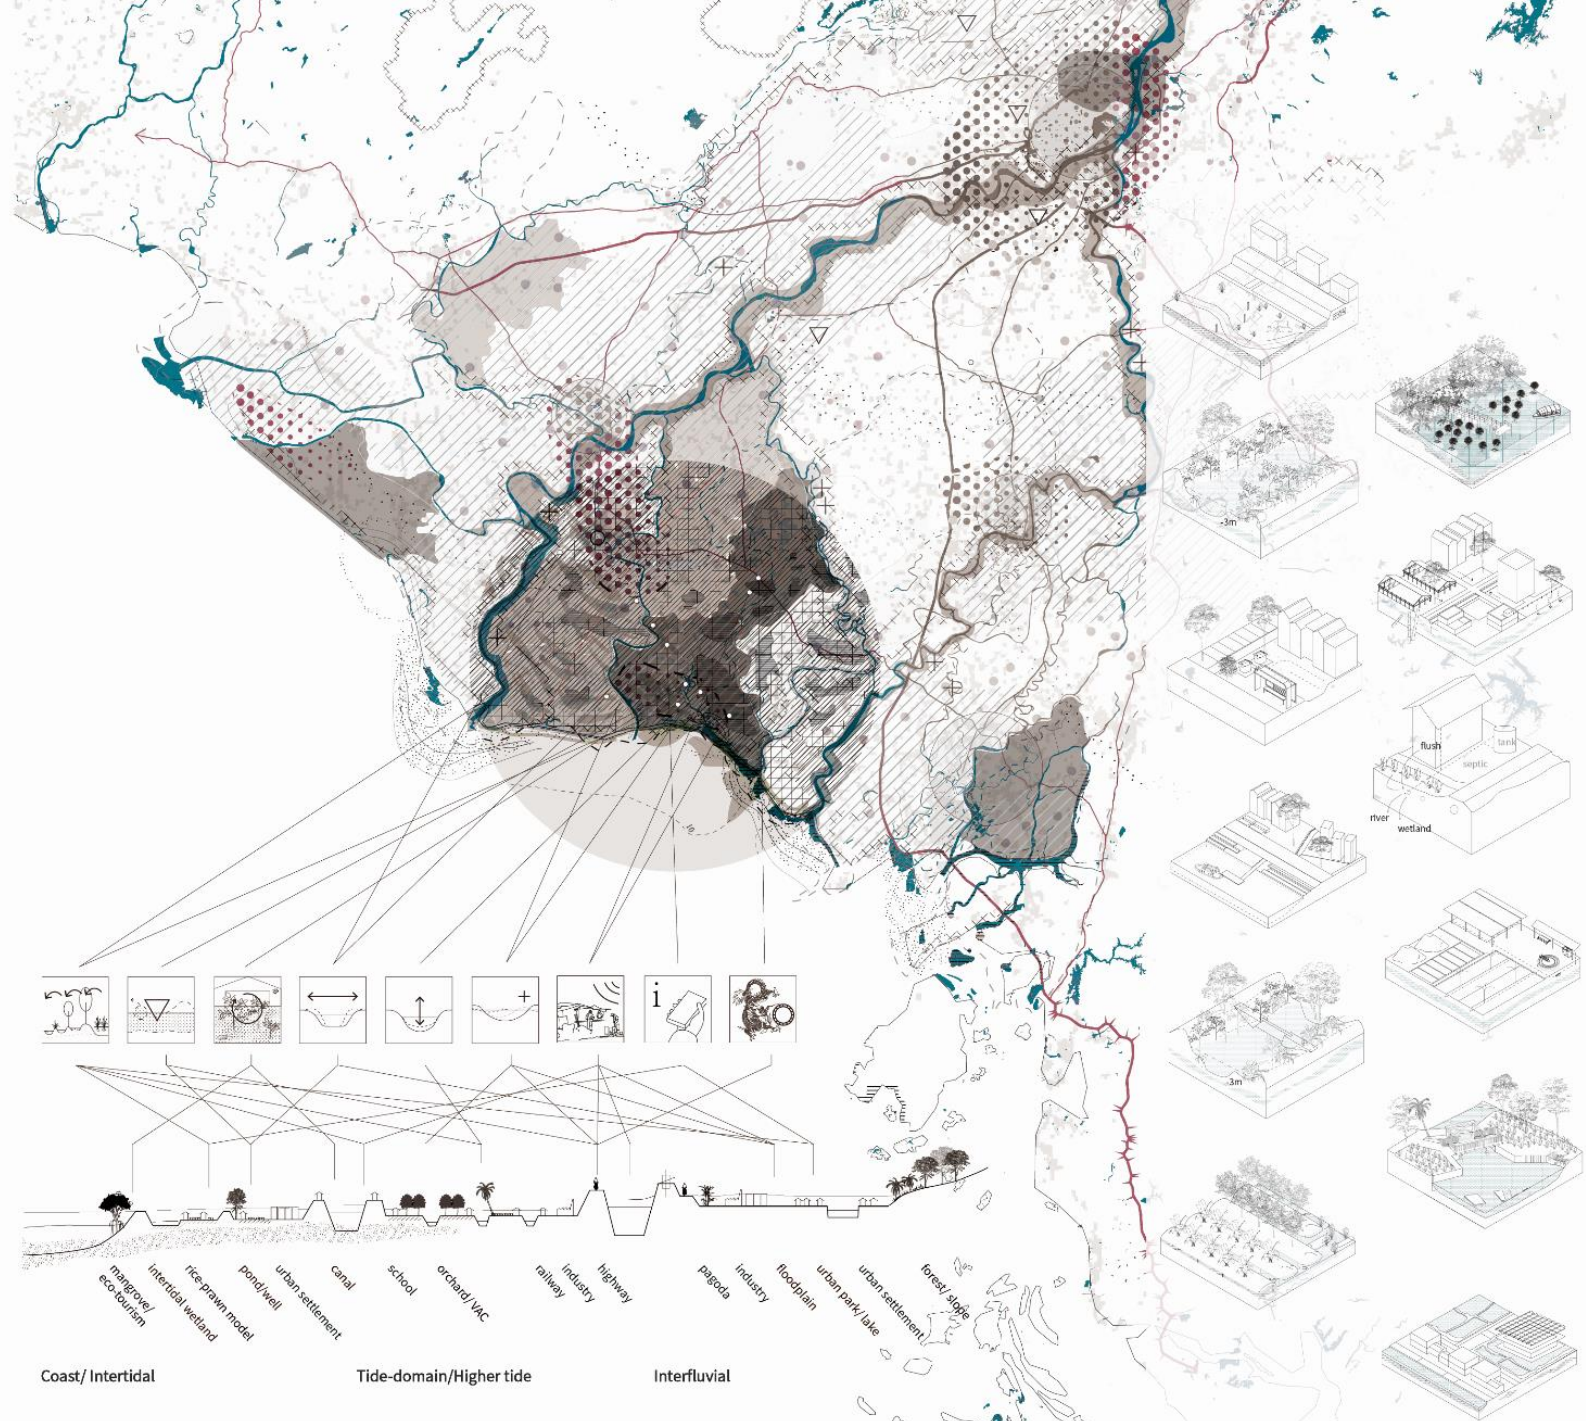 -3m
flush
tank
septic
river
wetland
10
i
-3m
mangrove/
eco-tourism
intertidal wetland
rice-prawn model
pond/well
urban settlement
canal
school
orchard/ VAC
railway
industry
highway
pagoda
industry
floodplain
urban park/ lake
urban settlement
forest/ slope
Coast/ Intertidal
Tide-domain/Higher tide
Interfluvial